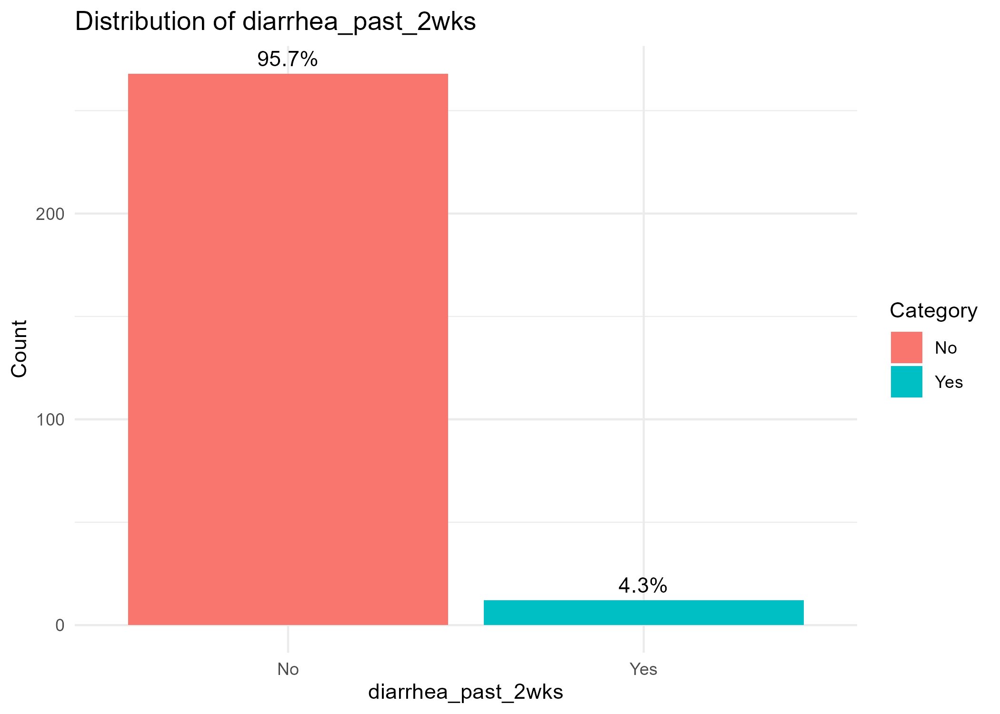 Distribution of diarrhea_past_2wks
95.7%
200
100
0
4.3%
Count
No
Yes
diarrhea_past_2wks
Category
No
Yes